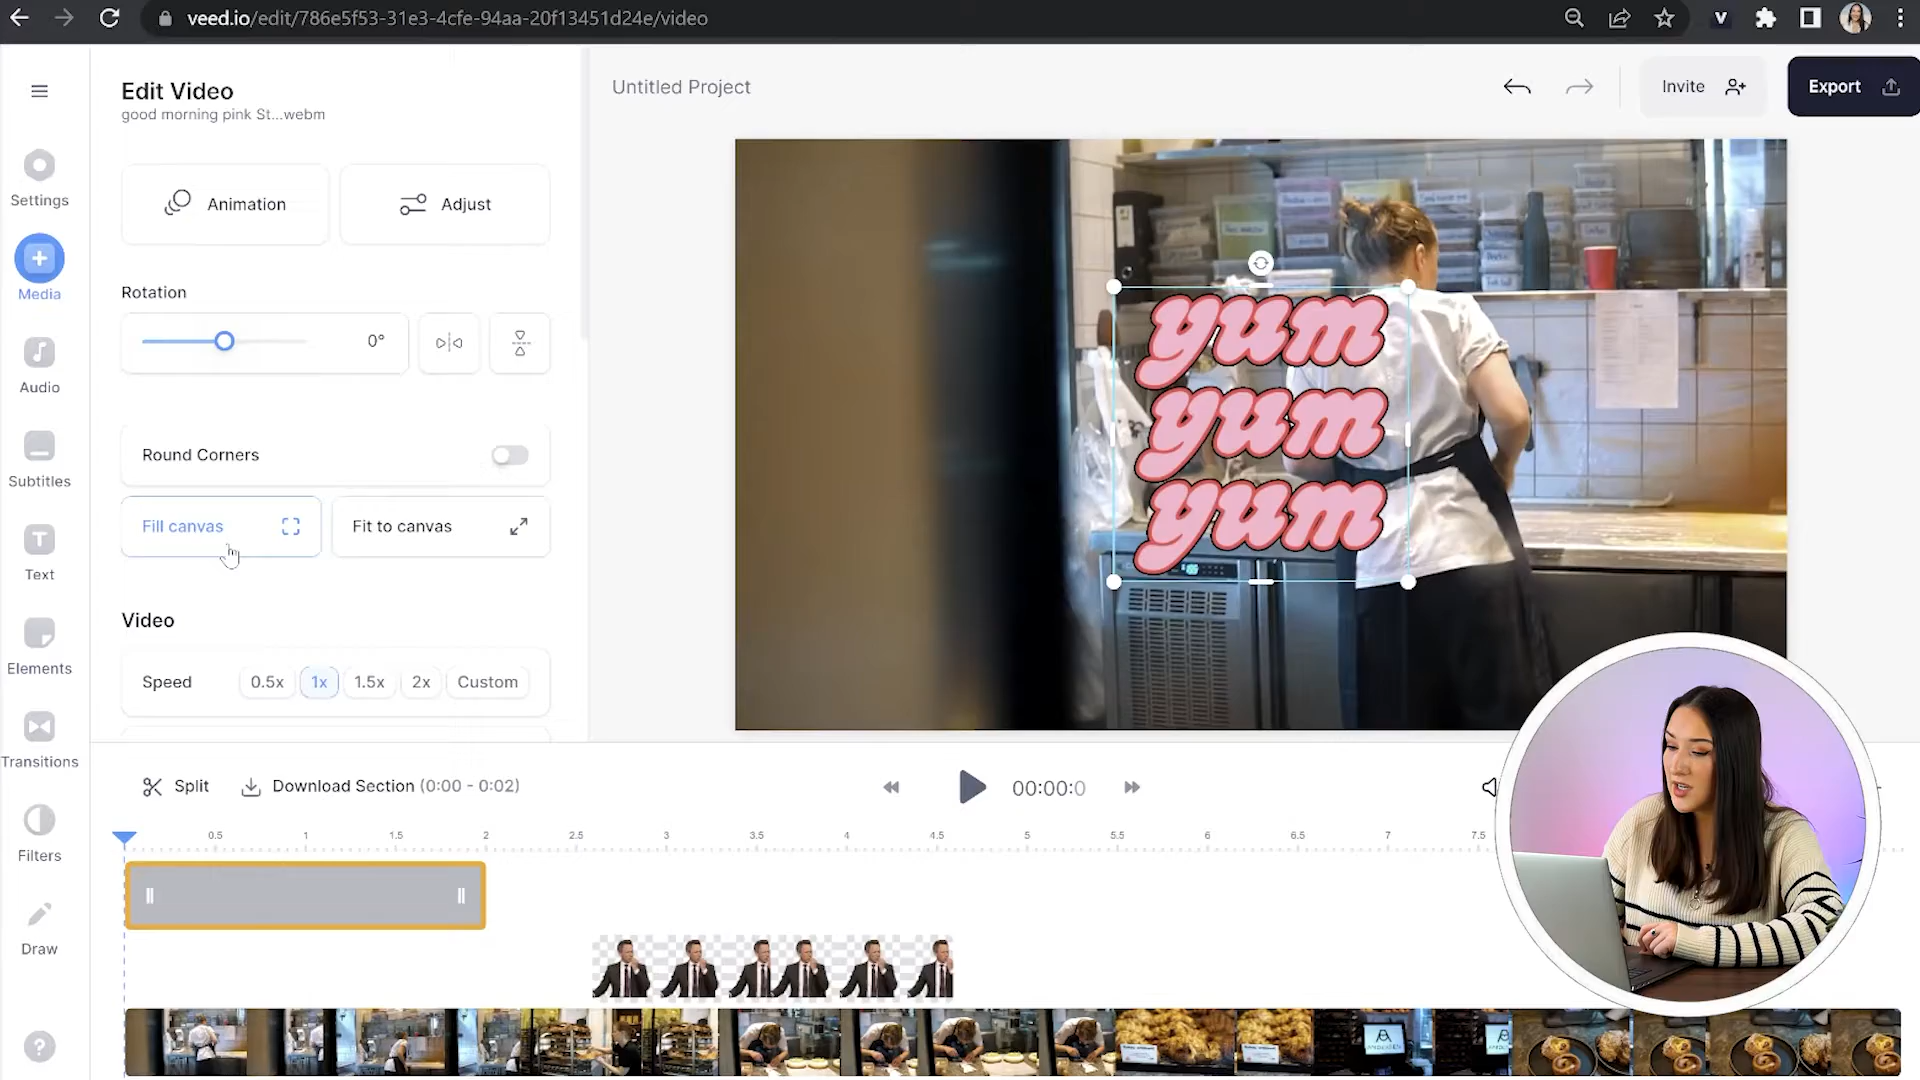 veed.io/edit/786e5f53-31e3-4cfe-94aa-20f13451d24e/video
Edit Video
good morning pink St...webm
Untitled Project
Invite
Export
Settings
Media
Audio
Subtitles
Text
Elements
Transitions
Filters
Draw
Animation
Adjust
Rotation
0°
Round Corners
Fill canvas
Fit to canvas
Video
Speed
0.5x
1x
1.5x
2x
Custom
yum
yum
yum
Split
Download Section (0:00 - 0:02)
00:00:0
0.5 1 1.5 2 2.5 3 3.5 4 4.5 5 5.5 6 6.5 7 7.5